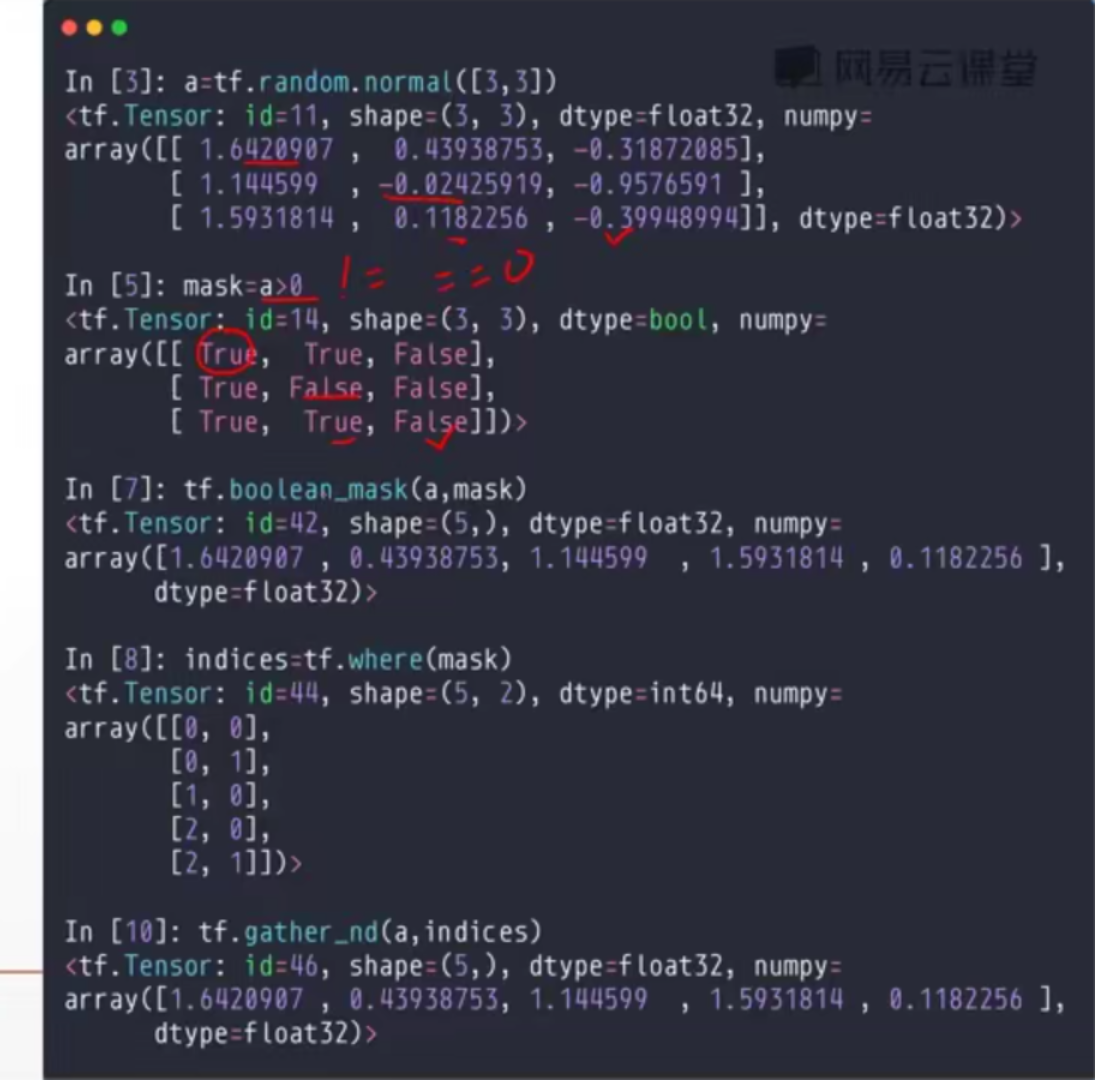 网易云课堂
In [3]: a=tf.random.normal([3,3])
<tf.Tensor: id=11, shape=(3, 3), dtype=float32, numpy=
array([[ 1.6420907 ,  0.43938753, -0.31872085],
       [ 1.144599  , -0.02425919, -0.9576591 ],
       [ 1.5931814 ,  0.1182256 , -0.39948994]], dtype=float32)>
In [5]: mask=a>0 != ==0
<tf.Tensor: id=14, shape=(3, 3), dtype=bool, numpy=
array([[ True,  True, False],
       [ True, False, False],
       [ True,  True, False]])>
In [7]: tf.boolean_mask(a,mask)
<tf.Tensor: id=42, shape=(5,), dtype=float32, numpy=
array([1.6420907 , 0.43938753, 1.144599  , 1.5931814 , 0.1182256 ],
      dtype=float32)>
In [8]: indices=tf.where(mask)
<tf.Tensor: id=44, shape=(5, 2), dtype=int64, numpy=
array([[0, 0],
       [0, 1],
       [1, 0],
       [2, 0],
       [2, 1]])>
In [10]: tf.gather_nd(a,indices)
<tf.Tensor: id=46, shape=(5,), dtype=float32, numpy=
array([1.6420907 , 0.43938753, 1.144599  , 1.5931814 , 0.1182256 ],
      dtype=float32)>